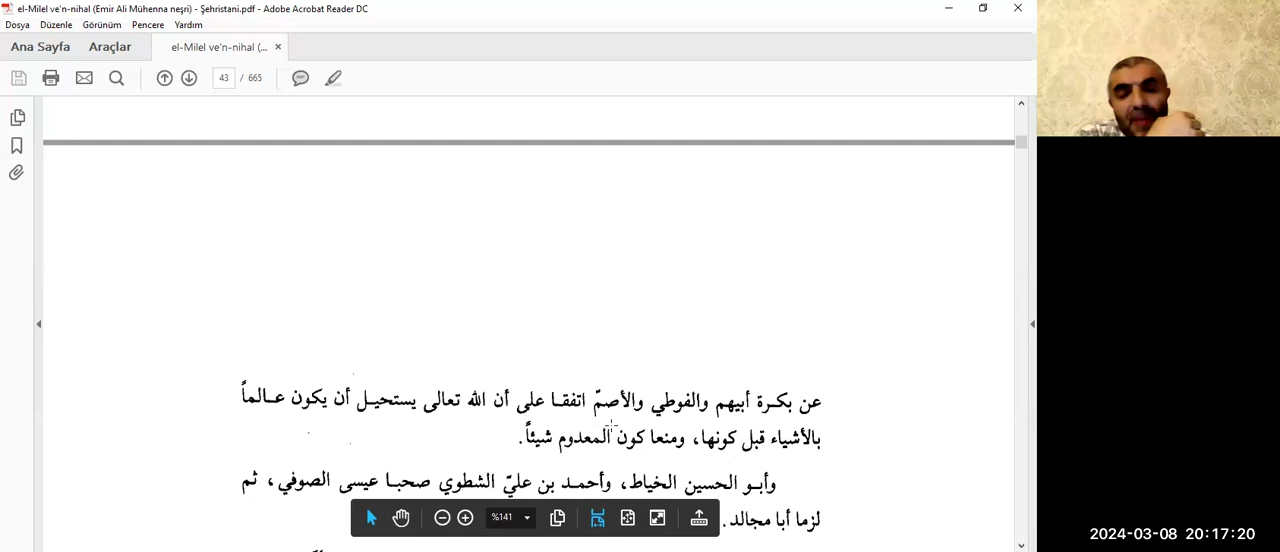 el-Milel ve'n-nihal (Emir Ali Mühenna neşri) - Şehristani.pdf - Adobe Acrobat Reader DC
Dosya Düzenle Görünüm Pencere Yardım
Ana Sayfa Araçlar el-Milel ve'n-nihal (...
43 / 665
عن بكرة أبيهم والفوطي والأصمّ اتفقا على أن الله تعالى يستحيل أن يكون عالماً
بالأشياء قبل كونها، ومنعا كون المعدوم شيئاً.
وأبو الحسين الخياط، وأحمد بن عليّ الشطوي صحبا عيسى الصوفي، ثم
لزما أبا مجالد.
%141
2024-03-08 20:17:20